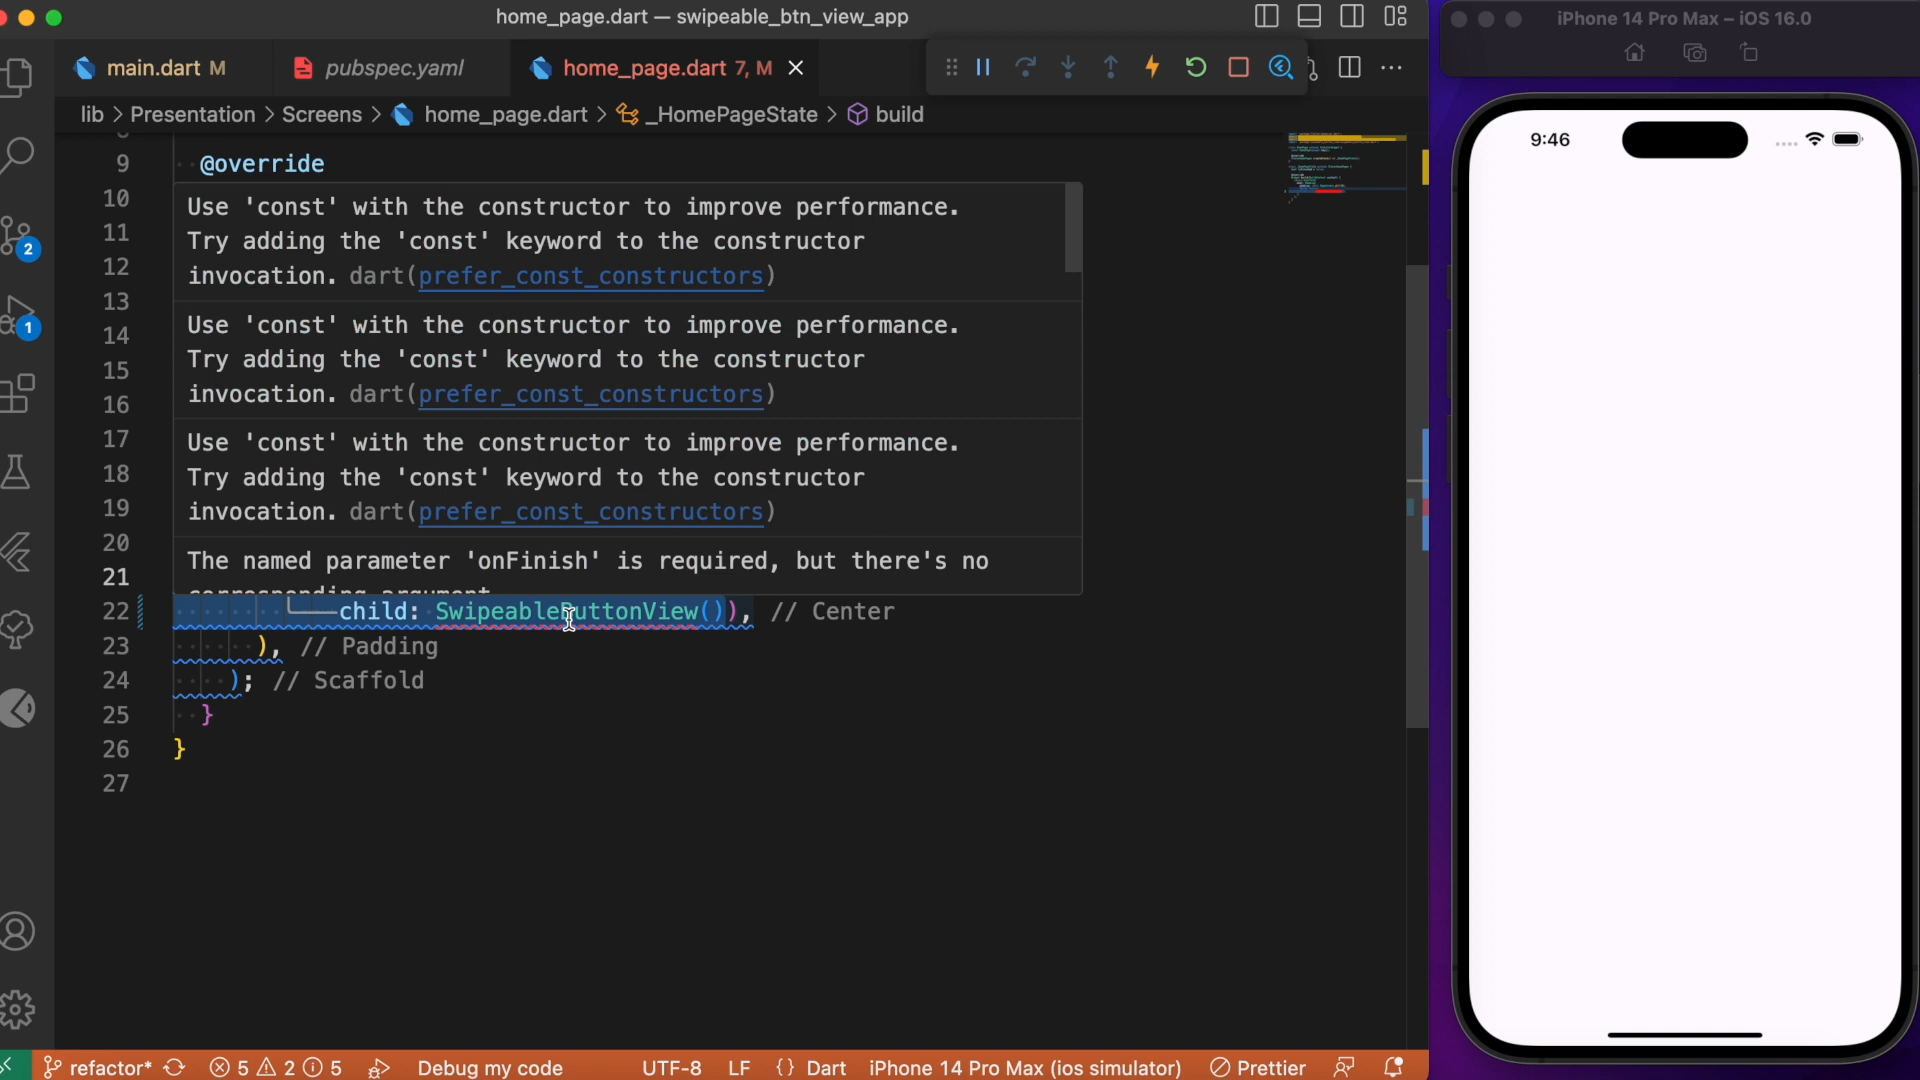 home_page.dart — swipeable_btn_view_app
iPhone 14 Pro Max – iOS 16.0
main.dart M
pubspec.yaml
home_page.dart 7, M
lib > Presentation > Screens > home_page.dart > _HomePageState > build
9:46
9 @override
10
11
12
13
14
15
16
17
18
19
20
21
Use 'const' with the constructor to improve performance.
Try adding the 'const' keyword to the constructor
invocation. dart(prefer_const_constructors)
Use 'const' with the constructor to improve performance.
Try adding the 'const' keyword to the constructor
invocation. dart(prefer_const_constructors)
Use 'const' with the constructor to improve performance.
Try adding the 'const' keyword to the constructor
invocation. dart(prefer_const_constructors)
The named parameter 'onFinish' is required, but there's no
corresponding argument
22 child: SwipeableButtonView()), // Center
23 ), // Padding
24 ); // Scaffold
25 }
26 }
27
2
1
refactor* 5 2 5 Debug my code UTF-8 LF {} Dart iPhone 14 Pro Max (ios simulator) Prettier